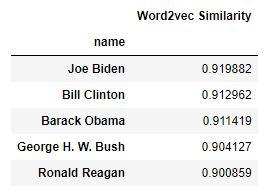 Word2vec Similarity
name
Joe Biden 0.919882
Bill Clinton 0.912962
Barack Obama 0.911419
George H. W. Bush 0.904127
Ronald Reagan 0.900859